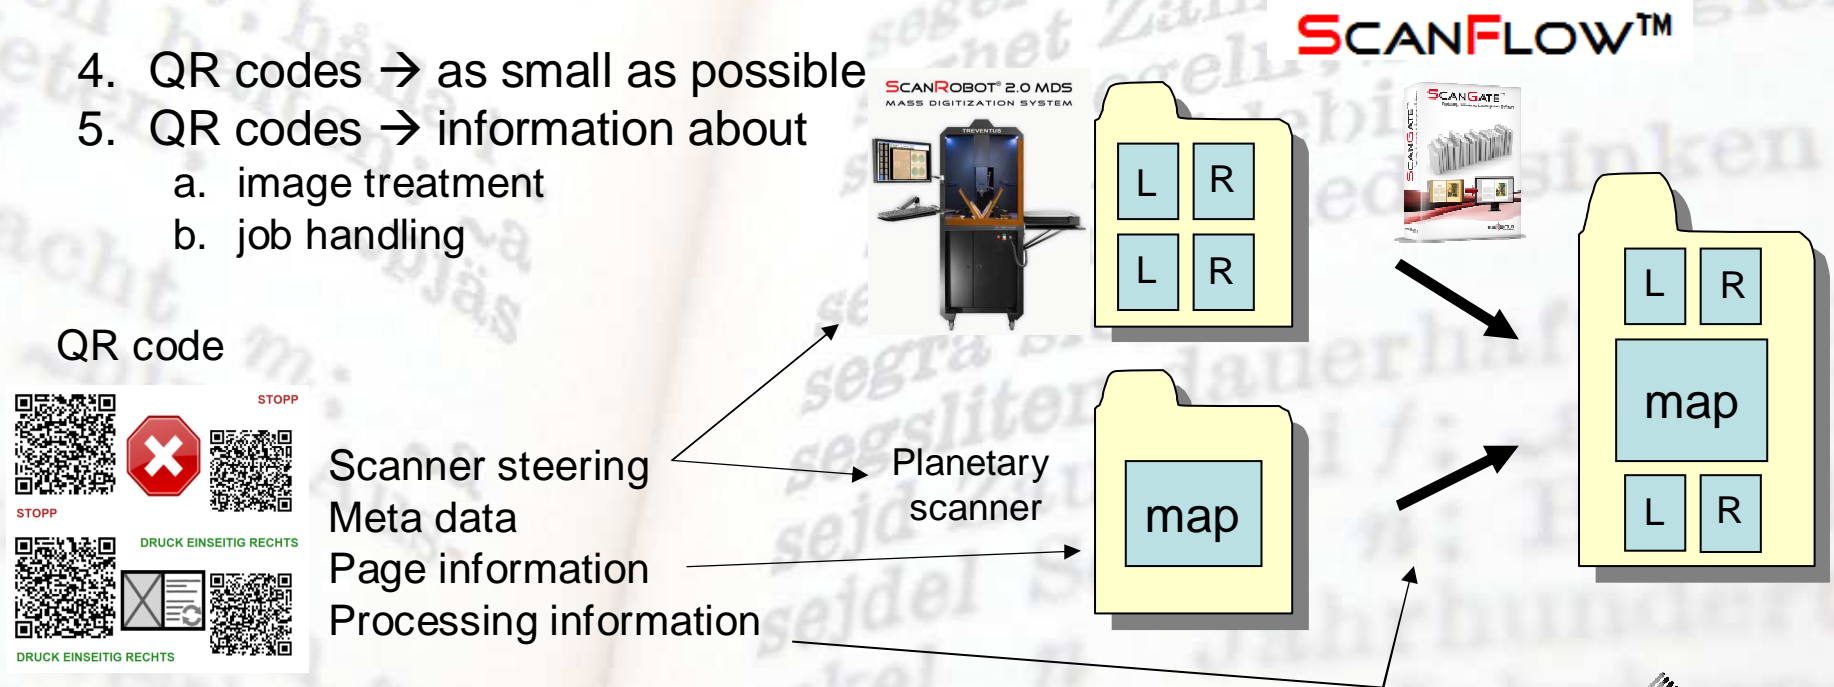 SCANFLOW™
4. QR codes → as small as possible
5. QR codes → information about
a. image treatment
b. job handling
SCANROBOT® 2.0 MDS
MASS DIGITIZATION SYSTEM
TREVENTUS
L R
L R
SCANGATE
SCANGATE
L R
map
L R
QR code
STOPP
STOPP
DRUCK EINSEITIG RECHTS
DRUCK EINSEITIG RECHTS
Scanner steering
Meta data
Page information
Processing information
Planetary
scanner
map